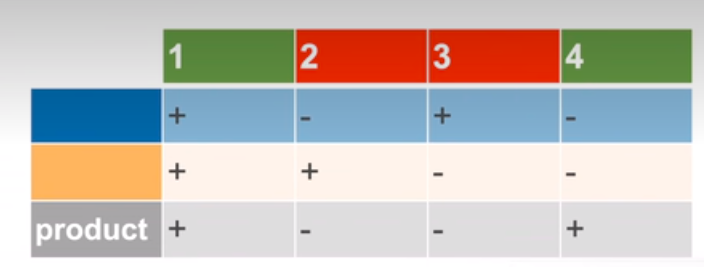 1 2 3 4
+ - + -
+ + - -
product + - - +